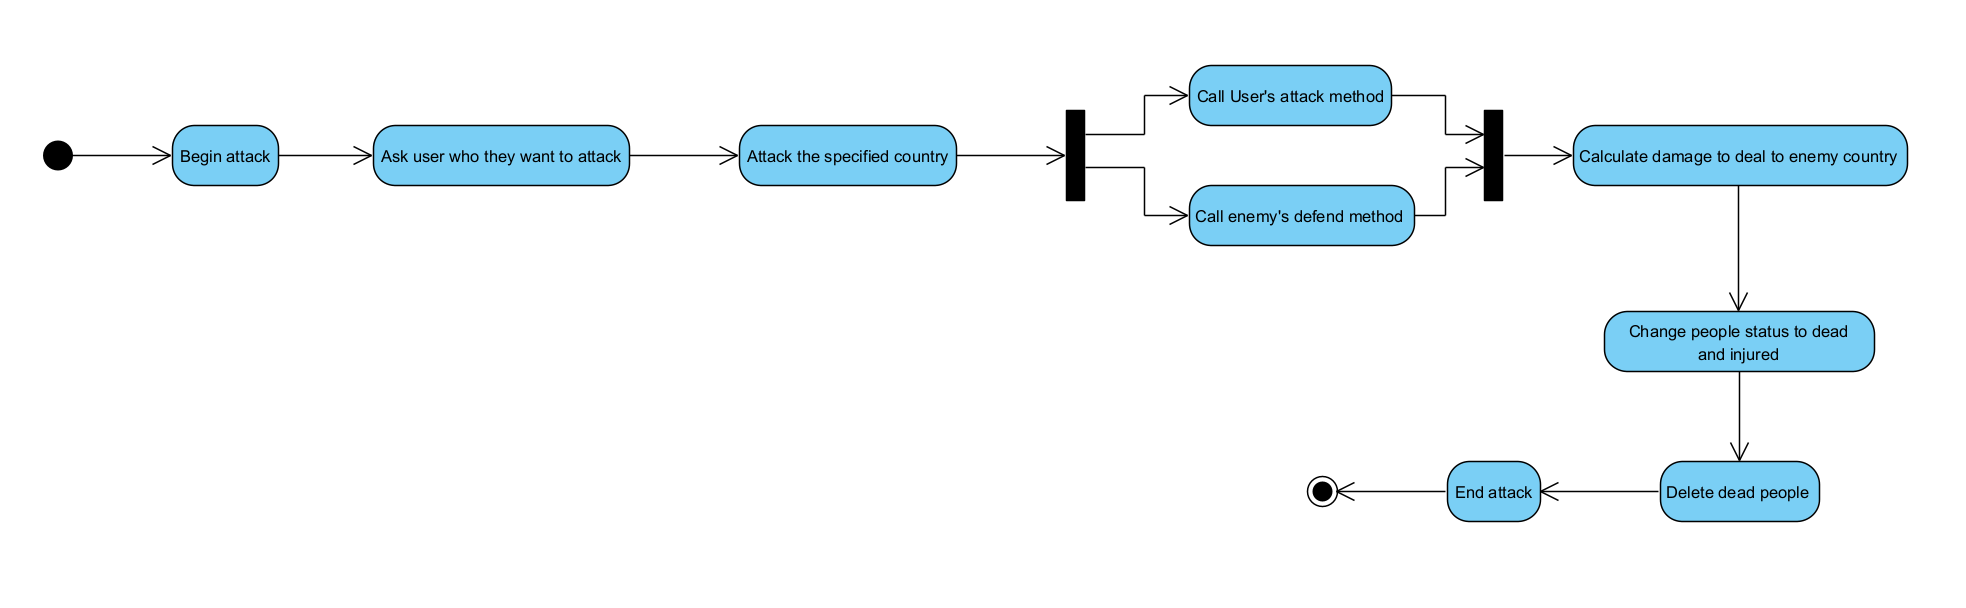 Begin attack
Ask user who they want to attack
Attack the specified country
Call User's attack method
Call enemy's defend method
Calculate damage to deal to enemy country
Change people status to dead
and injured
Delete dead people
End attack